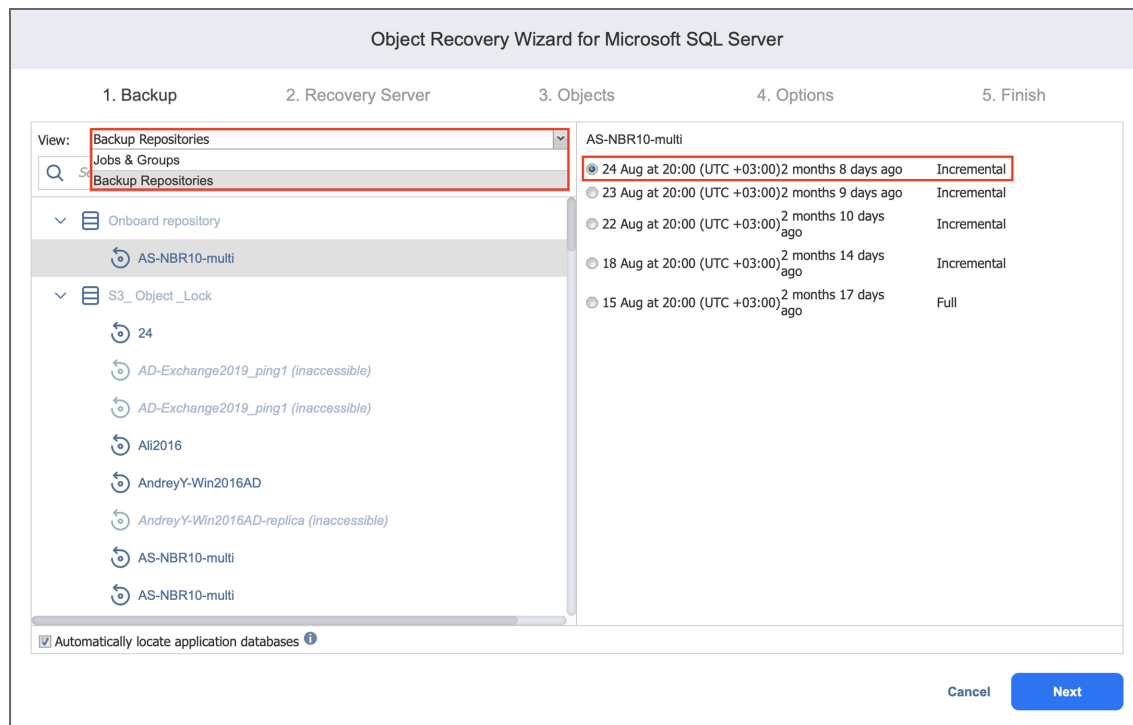 Object Recovery Wizard for Microsoft SQL Server
1. Backup 2. Recovery Server 3. Objects 4. Options 5. Finish
View: Backup Repositories
Jobs & Groups
Backup Repositories
Onboard repository
AS-NBR10-multi
S3_ Object _Lock
24
AD-Exchange2019_ping1 (inaccessible)
AD-Exchange2019_ping1 (inaccessible)
Ali2016
AndreyY-Win2016AD
AndreyY-Win2016AD-replica (inaccessible)
AS-NBR10-multi
AS-NBR10-multi
Automatically locate application databases
AS-NBR10-multi
24 Aug at 20:00 (UTC +03:00) 2 months 8 days ago Incremental
23 Aug at 20:00 (UTC +03:00) 2 months 9 days ago Incremental
22 Aug at 20:00 (UTC +03:00) 2 months 10 days
ago Incremental
18 Aug at 20:00 (UTC +03:00) 2 months 14 days
ago Incremental
15 Aug at 20:00 (UTC +03:00) 2 months 17 days
ago Full
Cancel Next